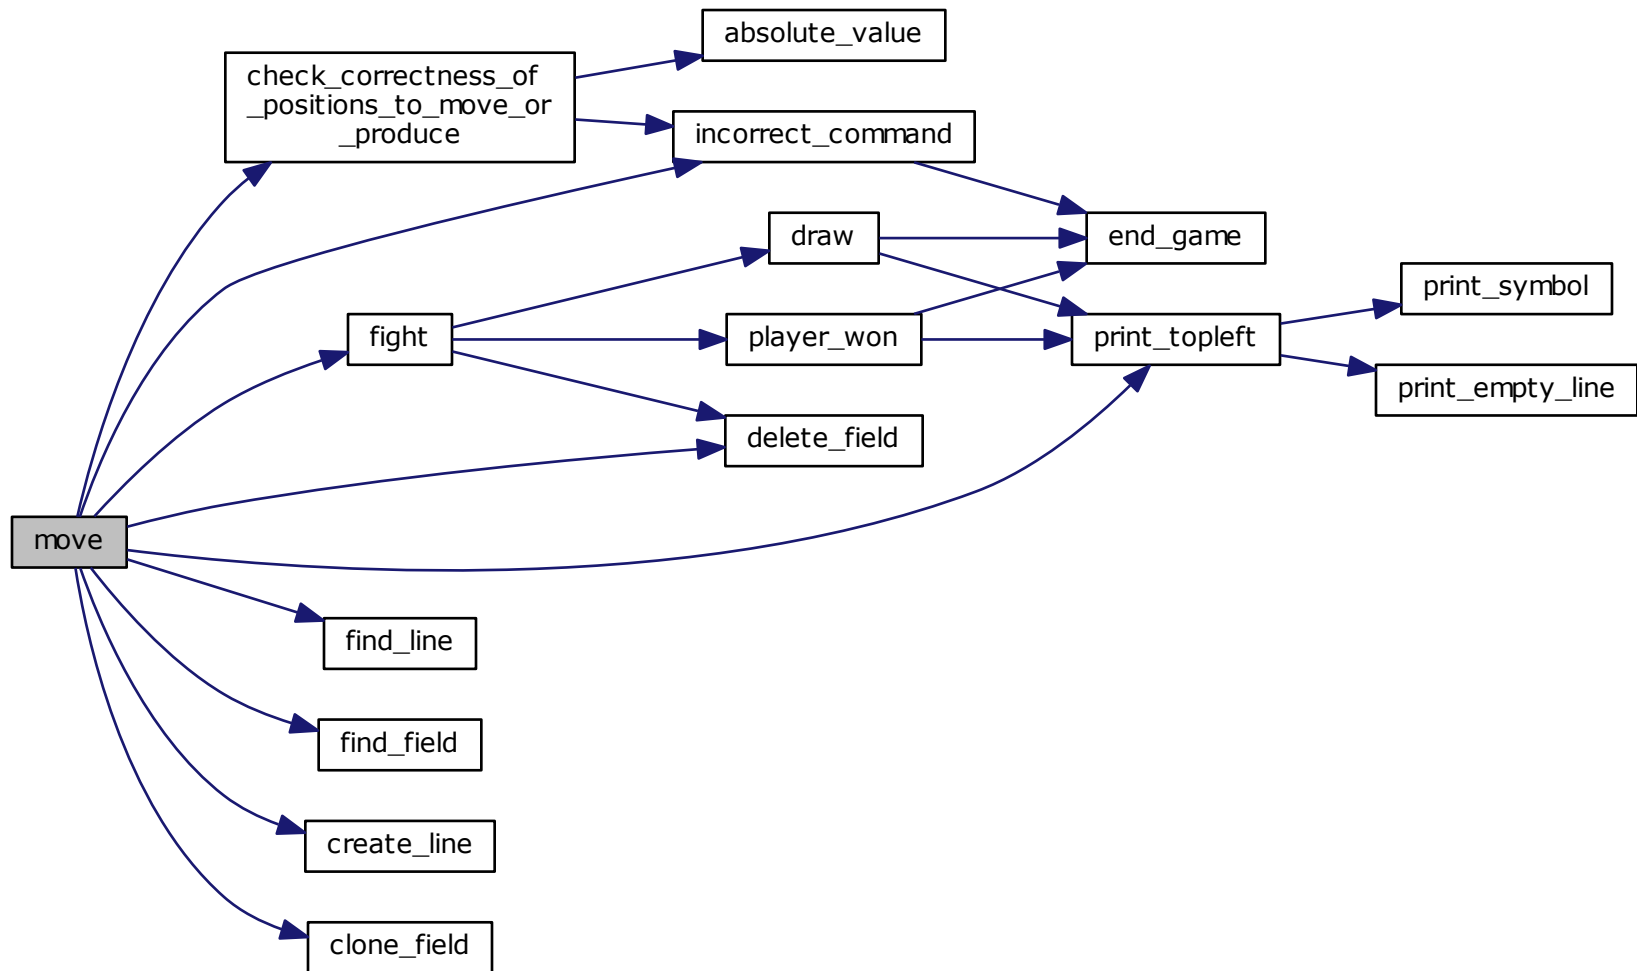 absolute_value
check_correctness_of
_positions_to_move_or
_produce
incorrect_command
draw
end_game
print_symbol
fight
player_won
print_topleft
print_empty_line
delete_field
move
find_line
find_field
create_line
clone_field